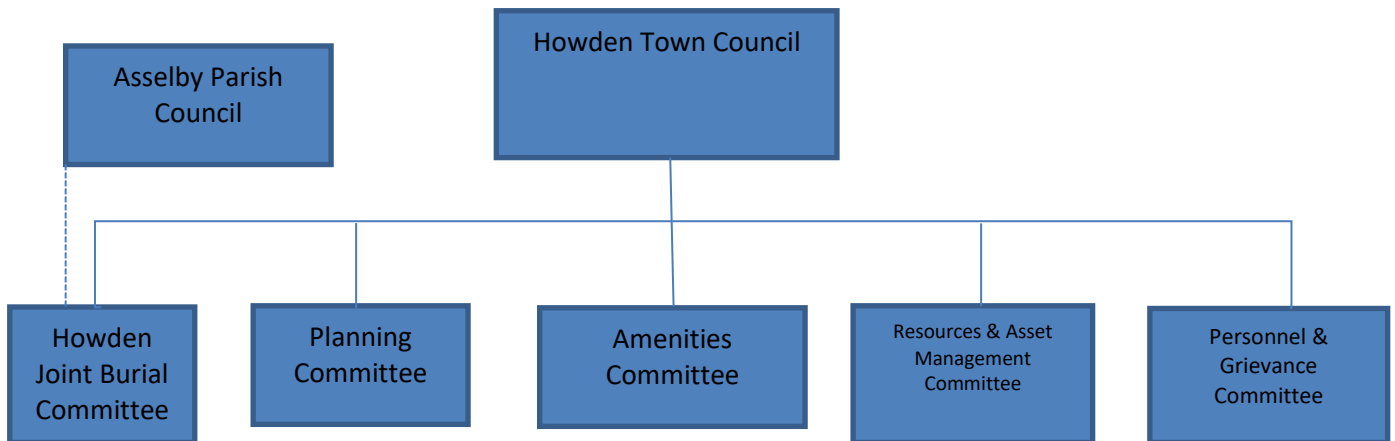 Howden Town Council
Asselby Parish
Council
Howden
Joint Burial
Committee
Planning
Committee
Amenities
Committee
Resources & Asset
Management
Committee
Personnel &
Grievance
Committee